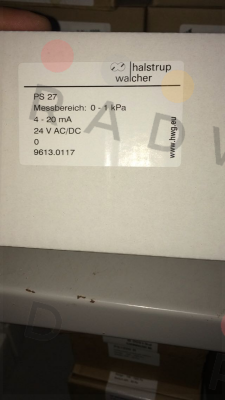 halstrup
walcher
PS 27
Messbereich: 0 - 1 kPa
4 - 20 mA
24 V AC/DC
0
9613.0117
www.hwg.eu
RADW